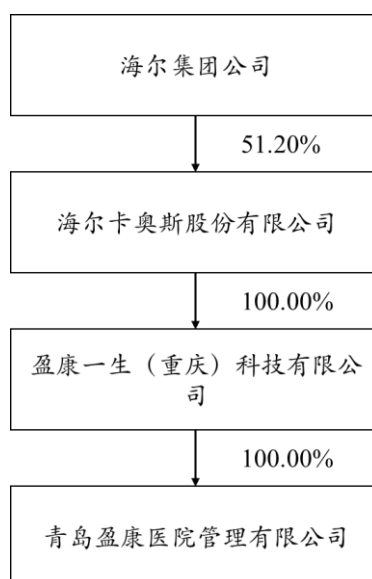 海尔集团公司
51.20%
海尔卡奥斯股份有限公司
100.00%
盈康一生（重庆）科技有限公
司
100.00%
青岛盈康医院管理有限公司